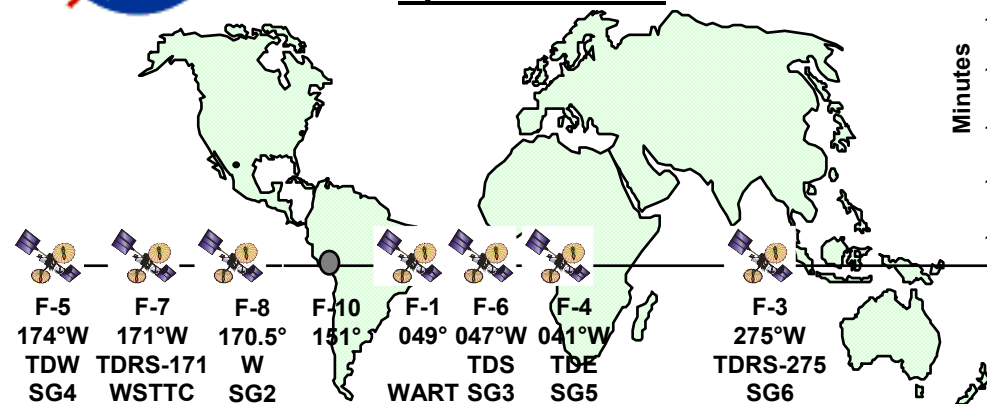 Minutes
F-5
174°W
TDW
SG4
F-7
171°W
TDRS-171
WSTTC
F-8
170.5°
W
SG2
F-10
151°
F-1
049°
WART
F-6
047°W
TDS
SG3
F-4
041°W
TDE
SG5
F-3
275°W
TDRS-275
SG6